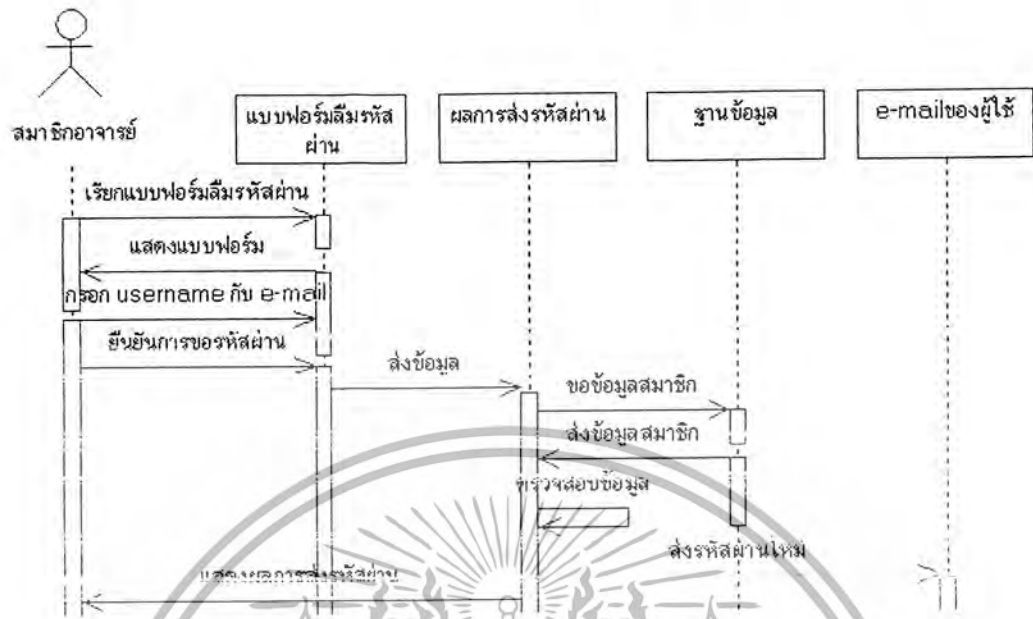 สมาชิกอาจารย์
แบบฟอร์มลืมรหัส
ผ่าน
ผลการส่งรหัสผ่าน
ฐานข้อมูล
e-mailของผู้ใช้
เรียกแบบฟอร์มลืมรหัสผ่าน
แสดงแบบฟอร์ม
กรอก username กับ e-mail
ยืนยันการขอรหัสผ่าน
ส่งข้อมูล
ขอข้อมูลสมาชิก
ส่งข้อมูลสมาชิก
ตรวจสอบข้อมูล
ส่งรหัสผ่านใหม่
แสดงผลการส่งรหัสผ่าน